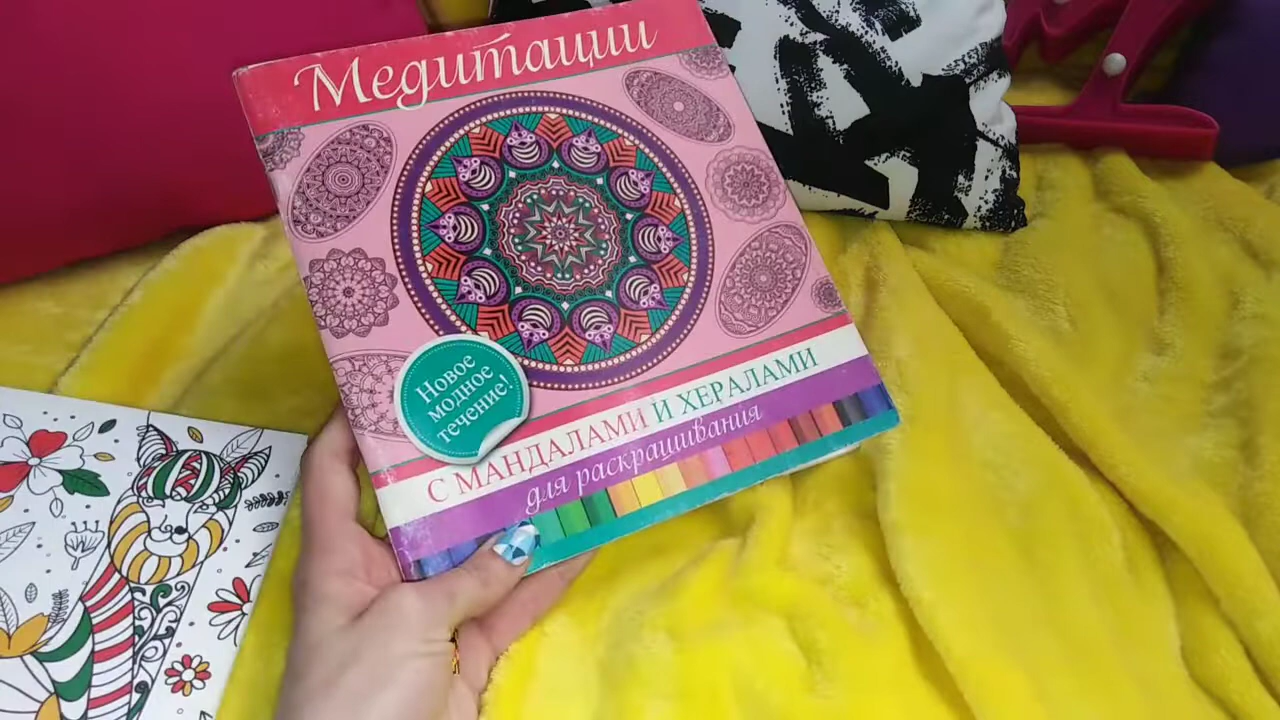 Медитации
Новое
модное
течение!
С МАНДАЛАМИ И ХЕРАЛАМИ
для раскрашивания